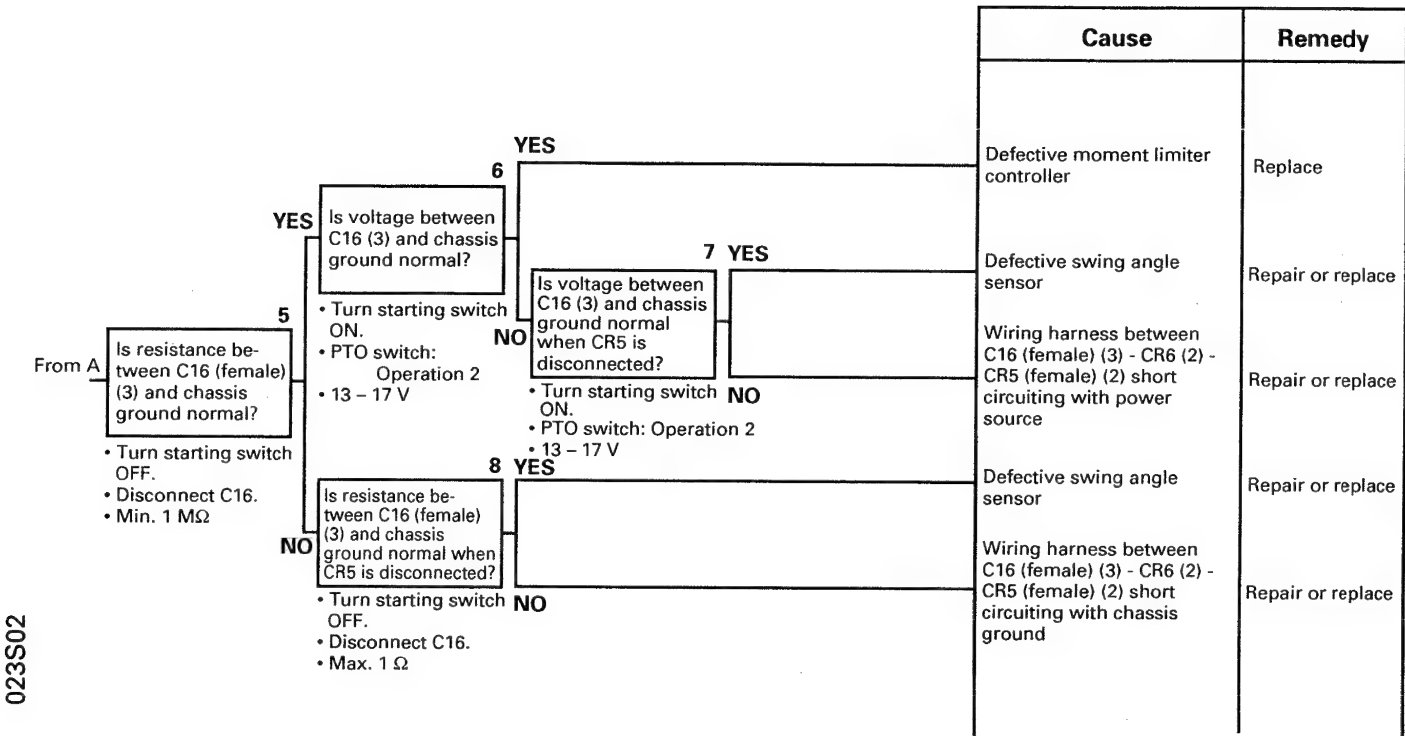 Cause
Remedy
YES
Defective moment limiter
controller
Replace
6
YES
Is voltage between
C16 (3) and chassis
ground normal?
• Turn starting switch
ON.
• PTO switch:
Operation 2
• 13 – 17 V
7 YES
Defective swing angle
sensor
Repair or replace
NO
Is voltage between
C16 (3) and chassis
ground normal
when CR5 is
disconnected?
• Turn starting switch
ON.
• PTO switch: Operation 2
• 13 – 17 V
NO
Wiring harness between
C16 (female) (3) - CR6 (2) -
CR5 (female) (2) short
circuiting with power
source
Repair or replace
From A
5
Is resistance be-
tween C16 (female)
(3) and chassis
ground normal?
• Turn starting switch
OFF.
• Disconnect C16.
• Min. 1 MΩ
8 YES
Defective swing angle
sensor
Repair or replace
NO
Is resistance be-
tween C16 (female)
(3) and chassis
ground normal when
CR5 is disconnected?
• Turn starting switch
OFF.
• Disconnect C16.
• Max. 1 Ω
NO
Wiring harness between
C16 (female) (3) - CR6 (2) -
CR5 (female) (2) short
circuiting with chassis
ground
Repair or replace
023S02